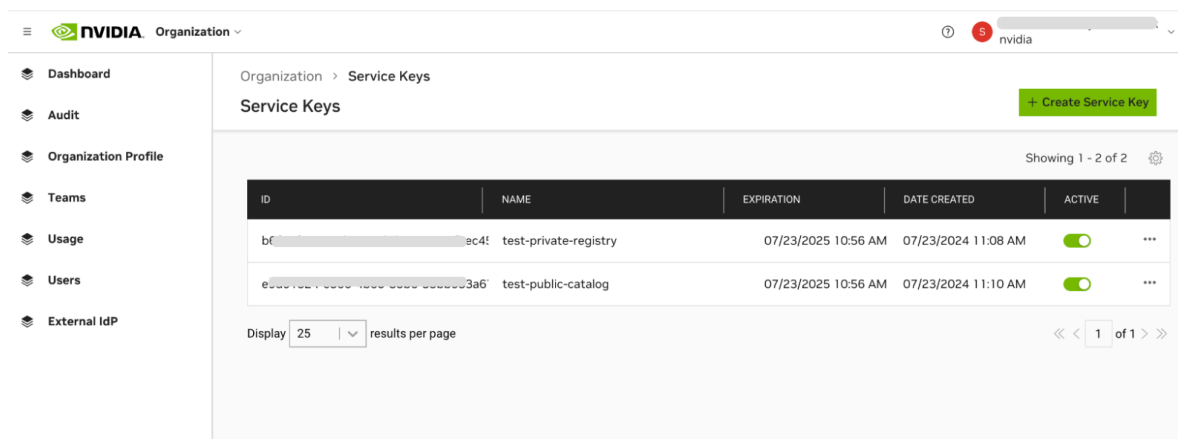 NVIDIA. Organization
S
nvidia
Dashboard
Audit
Organization Profile
Teams
Usage
Users
External IdP
Organization > Service Keys
Service Keys
+ Create Service Key
Showing 1 - 2 of 2
ID NAME EXPIRATION DATE CREATED ACTIVE
test-private-registry 07/23/2025 10:56 AM 07/23/2024 11:08 AM
test-public-catalog 07/23/2025 10:56 AM 07/23/2024 11:10 AM
Display 25 results per page
1 of 1